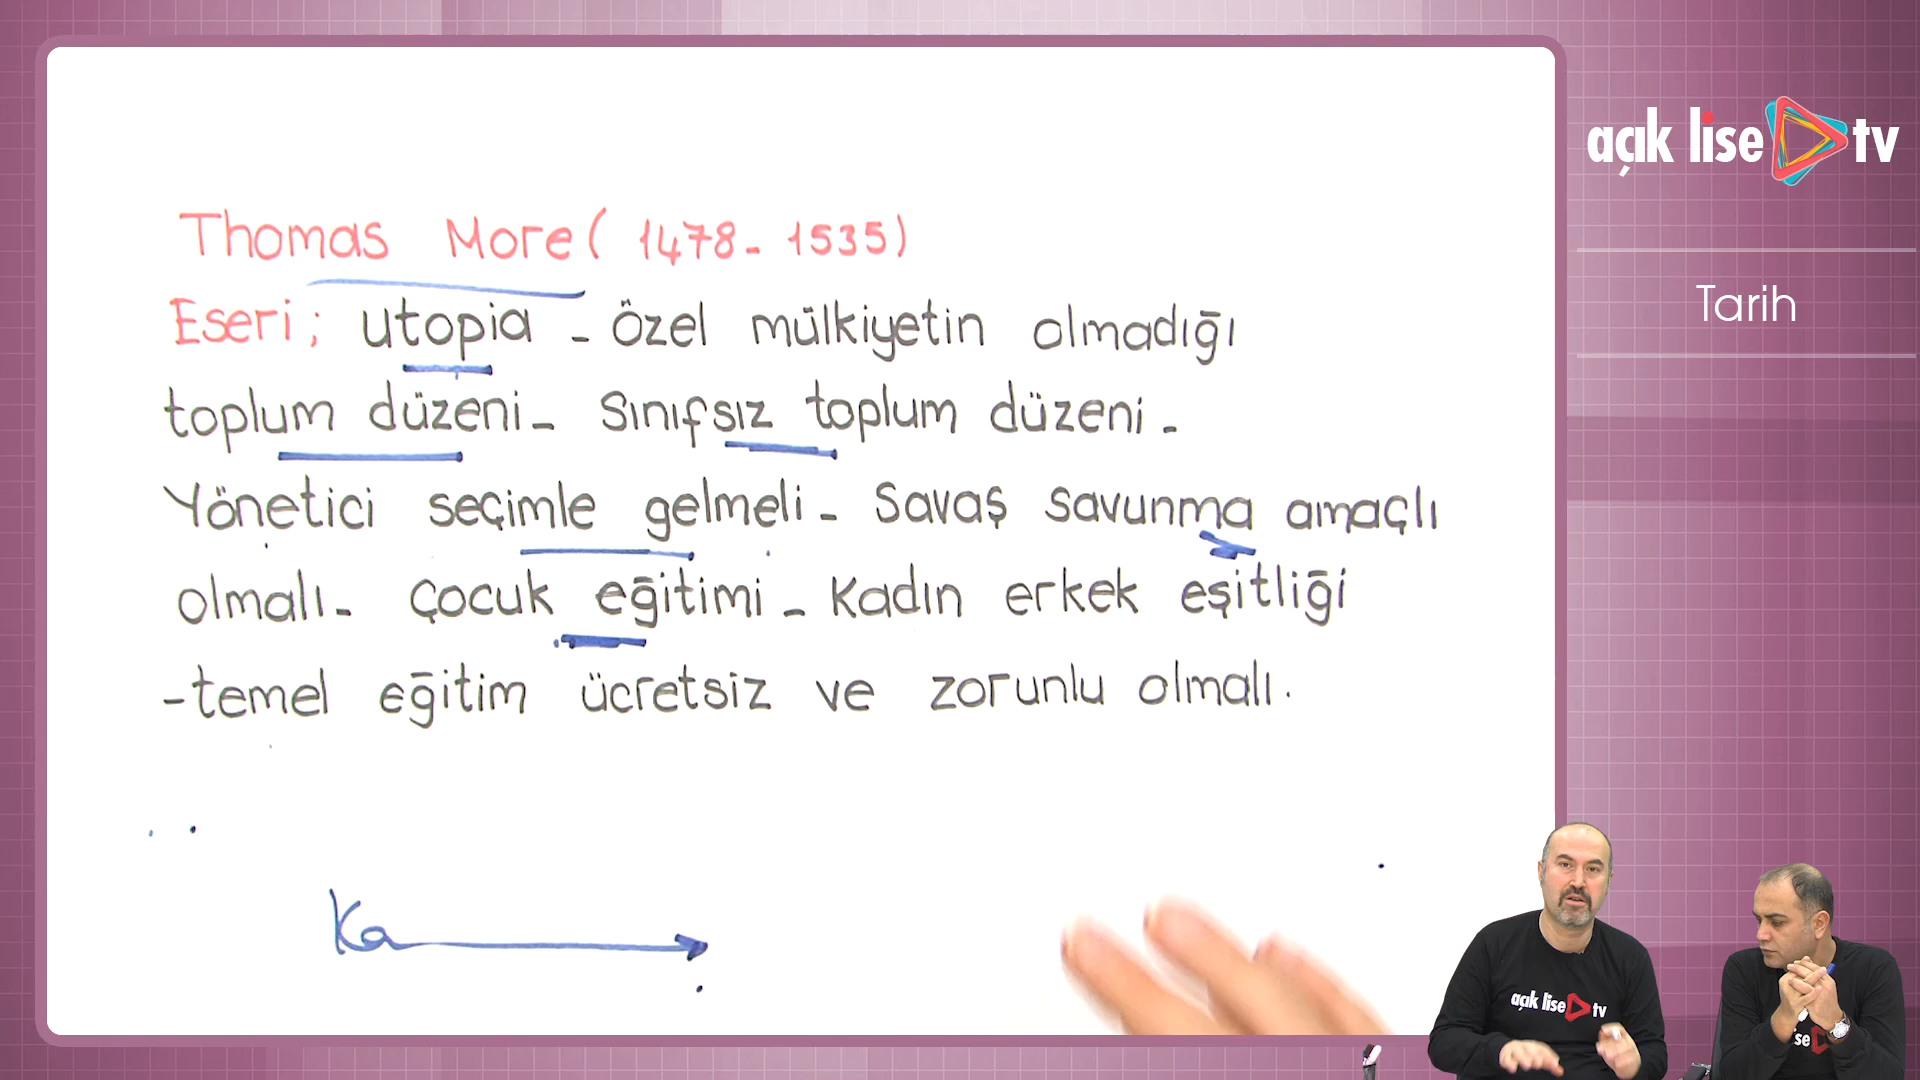 açık lise tv
Tarih
Thomas More ( 1478 - 1535)
Eseri ; utopia - özel mülkiyetin olmadığı
toplum düzeni - Sınıfsız toplum düzeni -
Yönetici seçimle gelmeli - Savaş savunma amaçlı
olmalı - Çocuk eğitimi - Kadın erkek eşitliği
- temel eğitim ücretsiz ve zorunlu olmalı.
Ka
açık lise tv
se